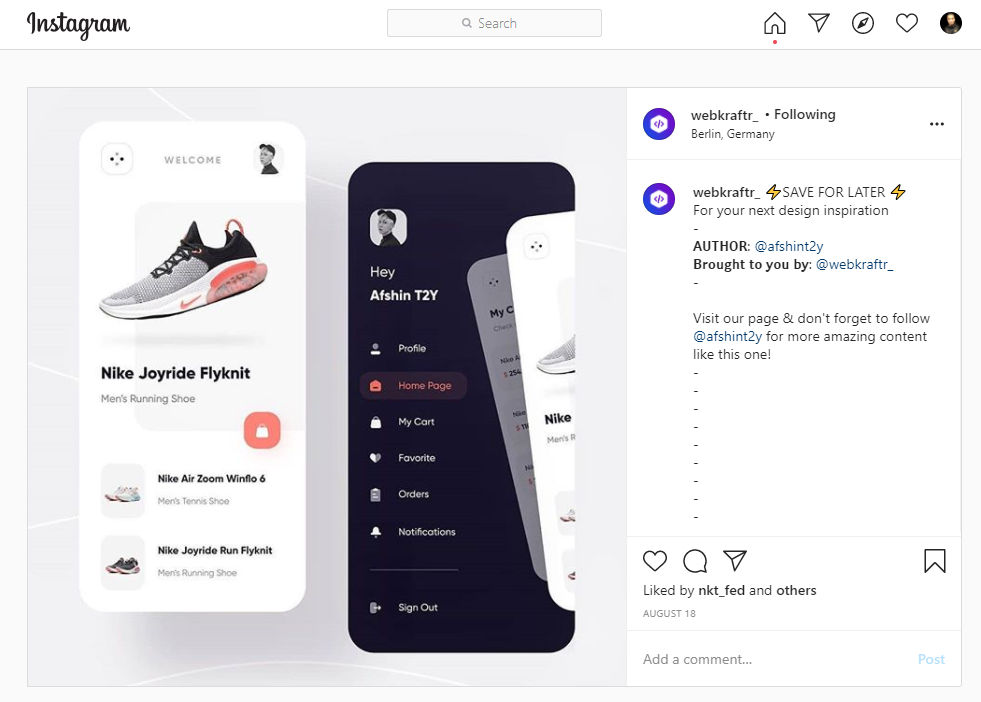 Instagram
Search
WELCOME
Nike Joyride Flyknit
Men's Running Shoe
Nike Air Zoom Winflo 6
Men's Tennis Shoe
Nike Joyride Run Flyknit
Men's Running Shoe
Hey
Afshin T2Y
Profile
Home Page
My Cart
Favorite
Orders
Notifications
Sign Out
My C
Check
Nike A
$ 254
Nike
Nike
Men's R
webkraftr_ • Following
Berlin, Germany
webkraftr_ ⚡SAVE FOR LATER ⚡
For your next design inspiration
-
AUTHOR: @afshint2y
Brought to you by: @webkraftr_
-
Visit our page & don't forget to follow
@afshint2y for more amazing content
like this one!
-
-
-
-
-
-
-
-
-
Liked by nkt_fed and others
AUGUST 18
Add a comment...
Post